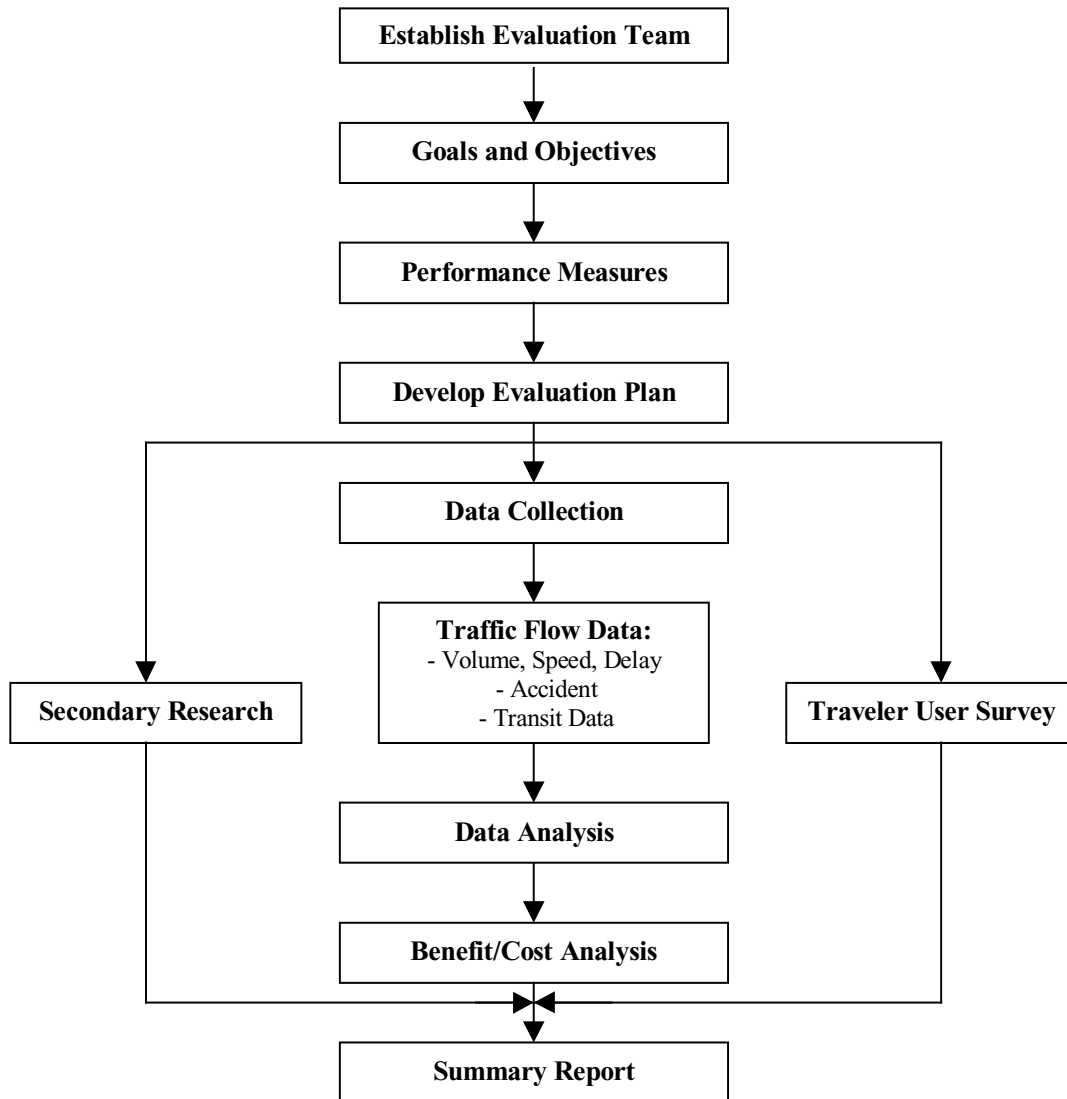 Establish Evaluation Team
Goals and Objectives
Performance Measures
Develop Evaluation Plan
Data Collection
Traffic Flow Data:
- Volume, Speed, Delay
- Accident
- Transit Data
Secondary Research
Traveler User Survey
Data Analysis
Benefit/Cost Analysis
Summary Report